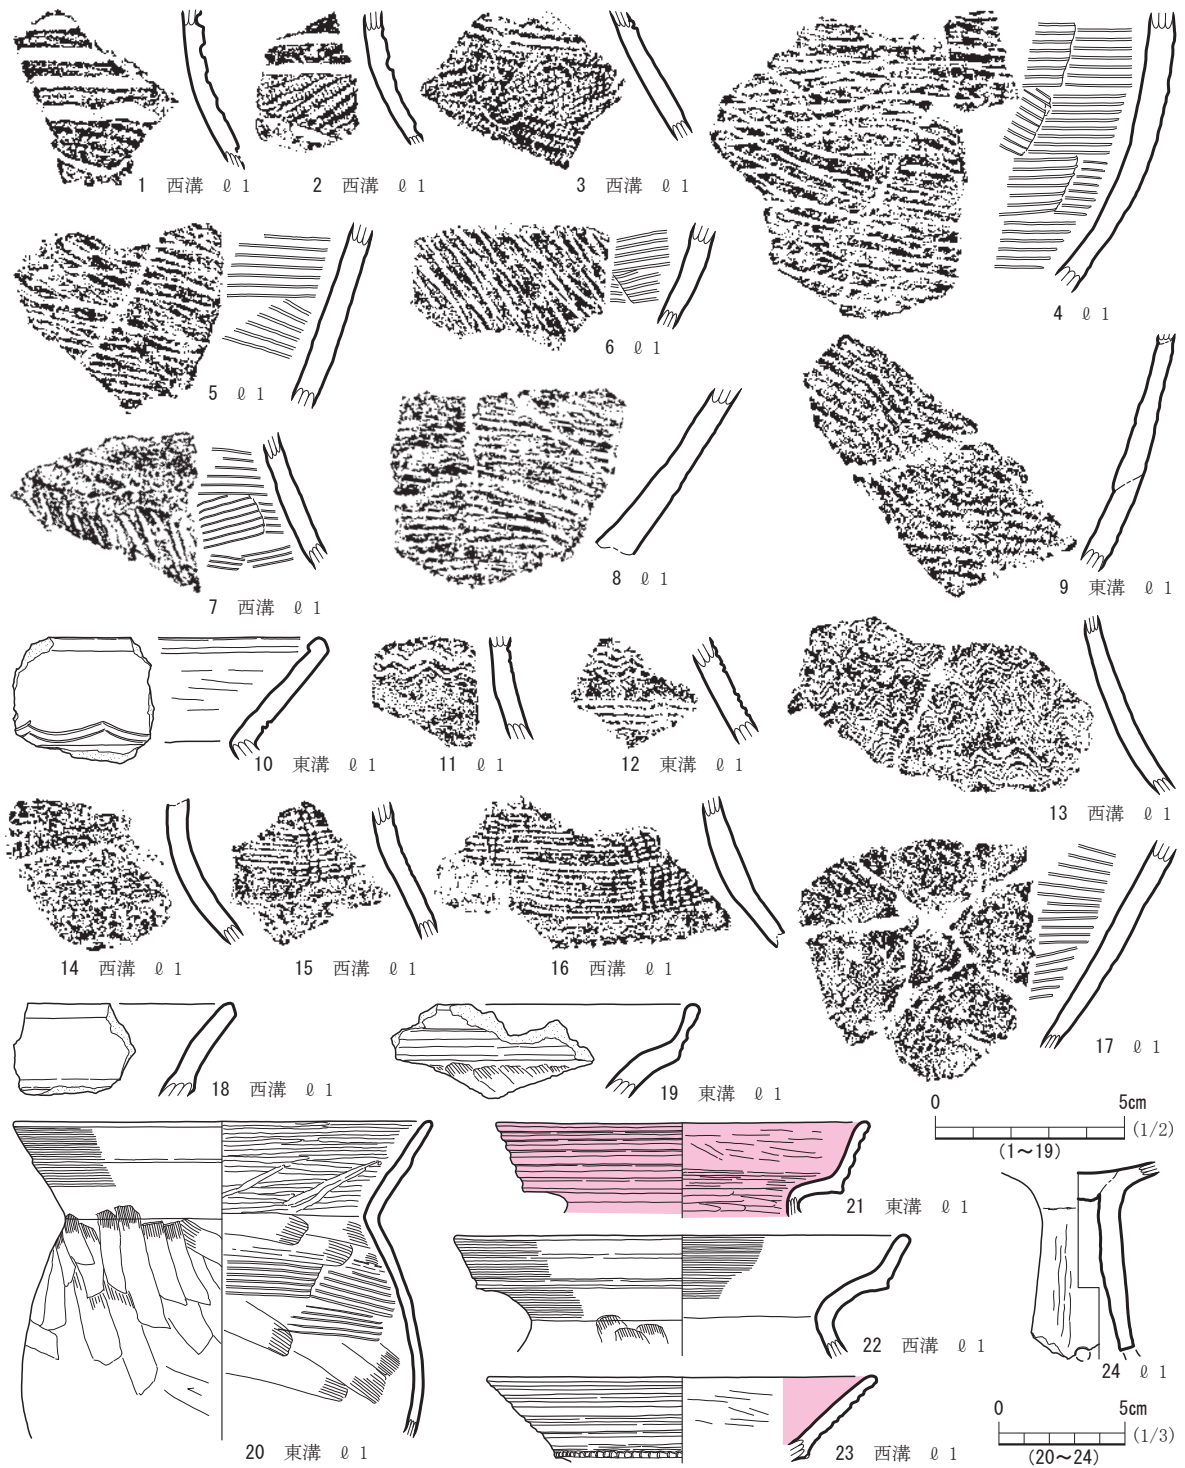 1 西溝 ℓ 1
2 西溝 ℓ 1
3 西溝 ℓ 1
4 ℓ 1
5 ℓ 1
6 ℓ 1
7 西溝 ℓ 1
8 ℓ 1
9 東溝 ℓ 1
10 東溝 ℓ 1
11 ℓ 1
12 東溝 ℓ 1
13 西溝 ℓ 1
14 西溝 ℓ 1
15 西溝 ℓ 1
16 西溝 ℓ 1
17 ℓ 1
18 西溝 ℓ 1
19 東溝 ℓ 1
0 5cm
(1/2)
(1～19)
20 東溝 ℓ 1
21 東溝 ℓ 1
22 西溝 ℓ 1
23 西溝 ℓ 1
24 ℓ 1
0 5cm
(1/3)
(20～24)